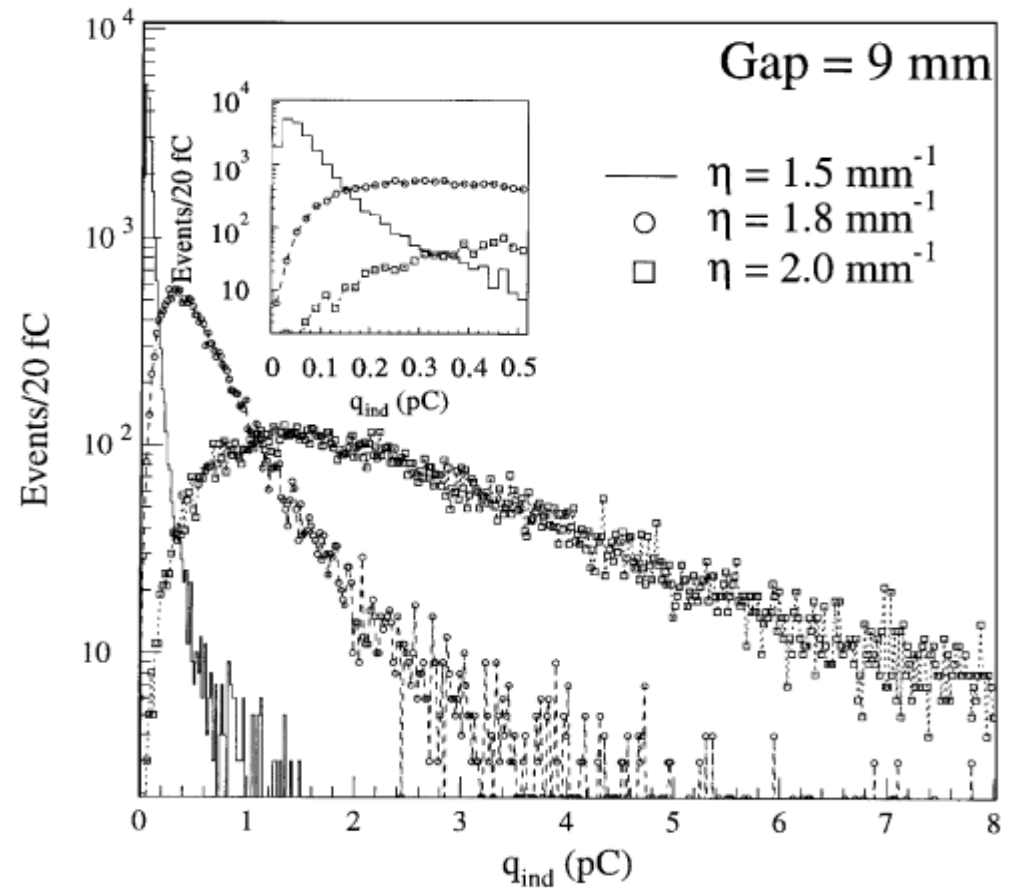 Gap = 9 mm
η = 1.5 mm⁻¹
η = 1.8 mm⁻¹
η = 2.0 mm⁻¹
Events/20 fC
10⁴
10³
10²
10
0 1 2 3 4 5 6 7 8
q_ind (pC)
Events/20 fC
10⁴
10³
10²
10
0 0.1 0.2 0.3 0.4 0.5
q_ind (pC)